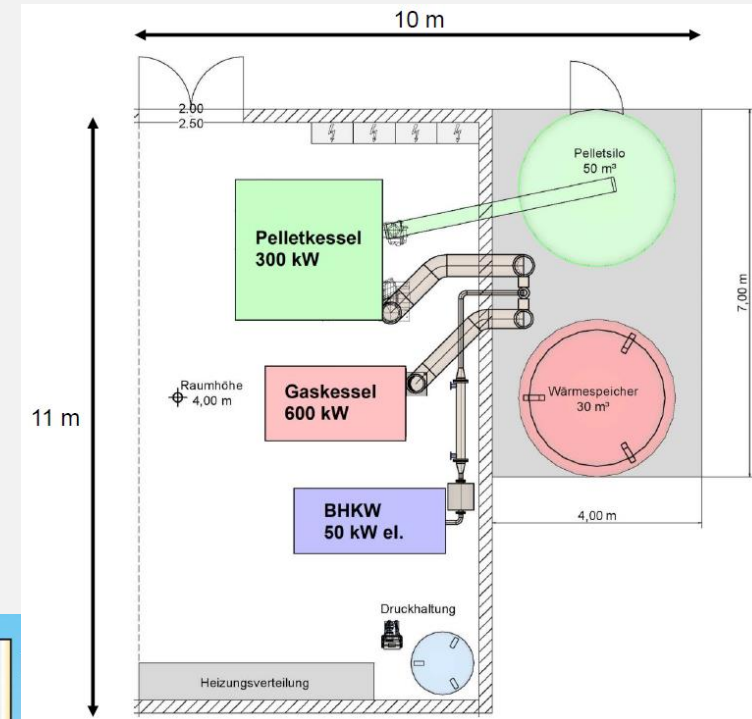 10 m
2.00
2.50
Pelletsilo
50 m³
Pelletkessel
300 kW
7,00 m
Gaskessel
600 kW
Raumhöhe
4,00 m
Wärmespeicher
30 m³
11 m
BHKW
50 kW el.
4,00 m
Druckhaltung
Heizungsverteilung